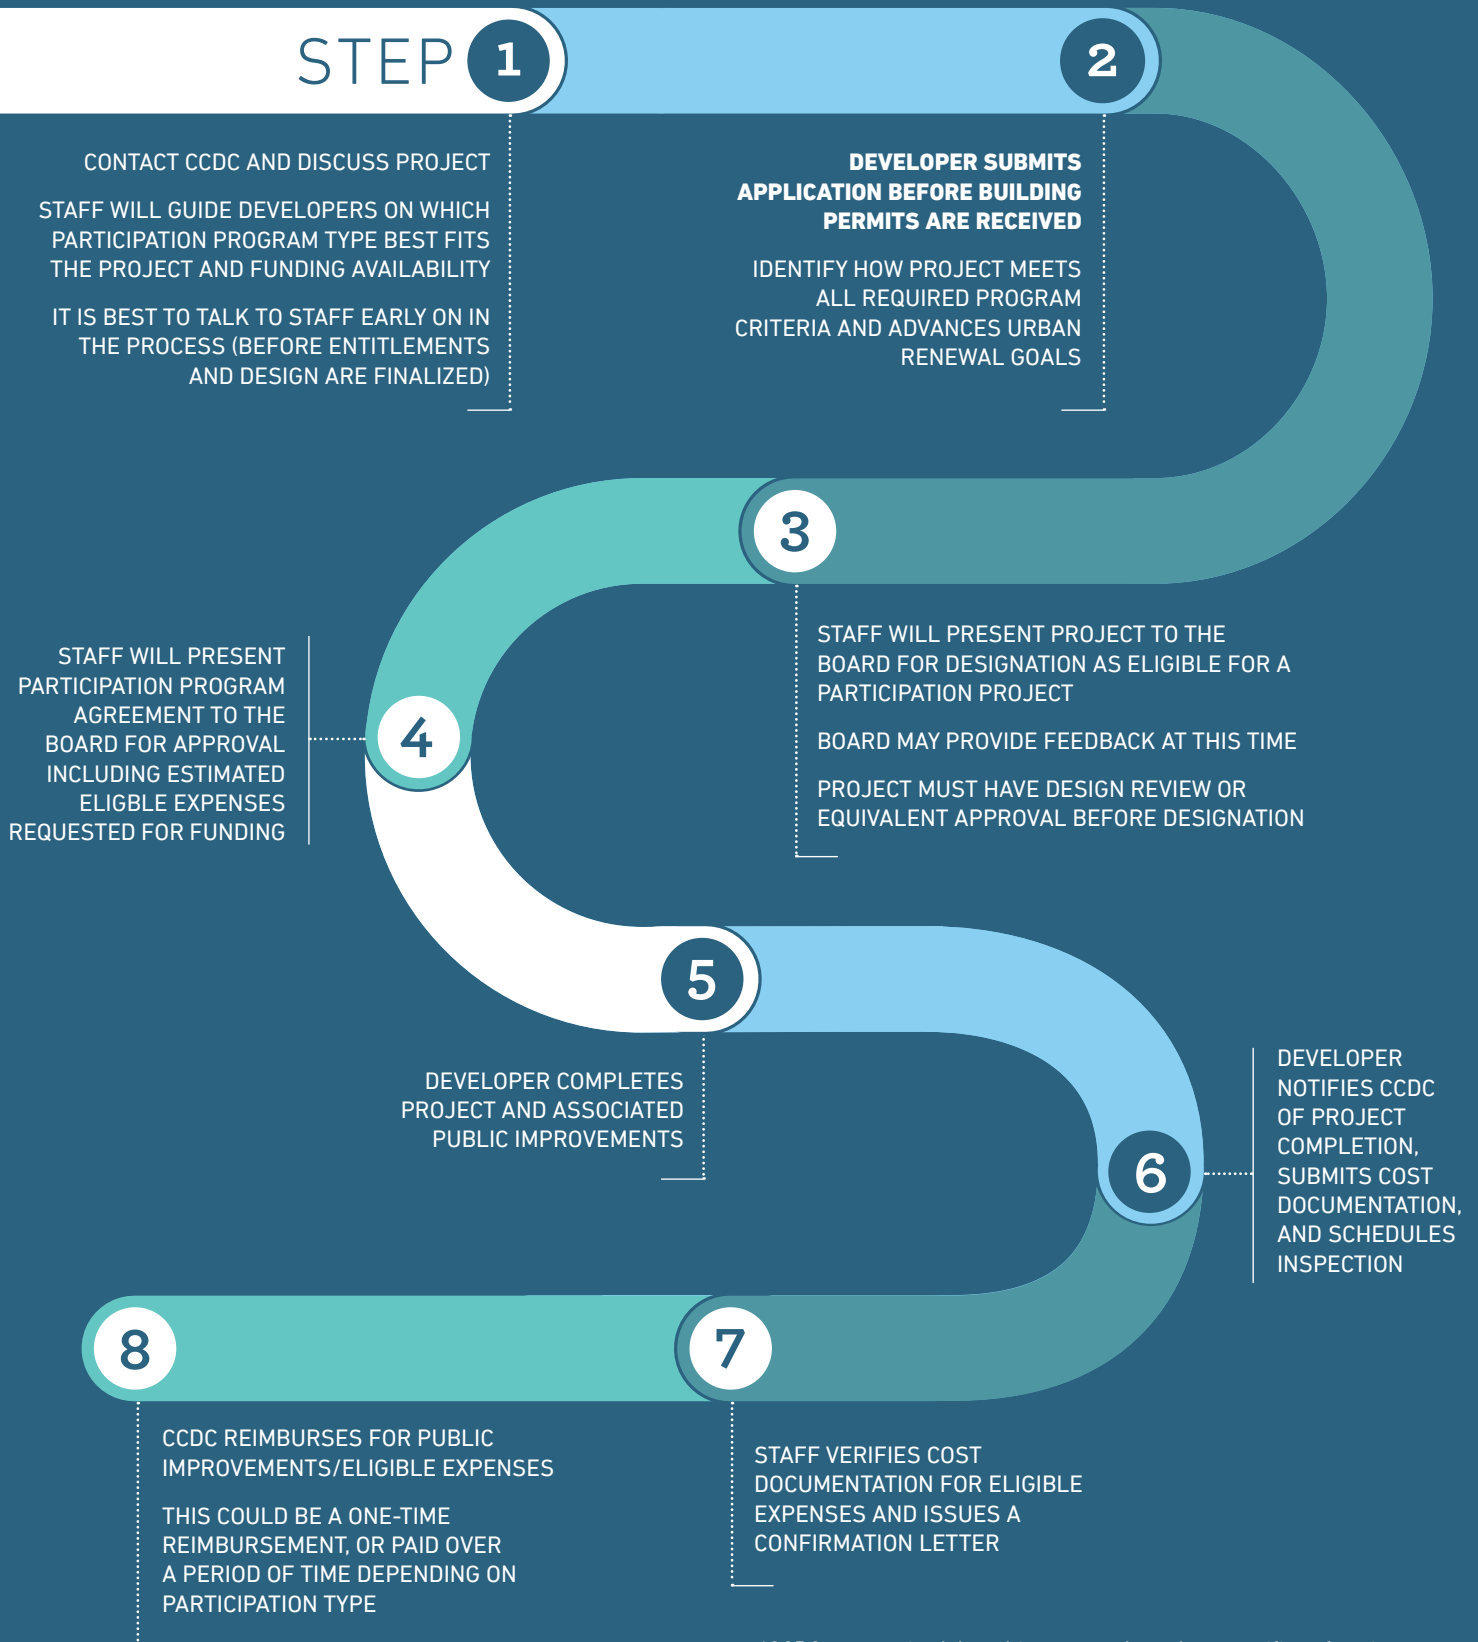 STEP 1
CONTACT CCDC AND DISCUSS PROJECT
STAFF WILL GUIDE DEVELOPERS ON WHICH
PARTICIPATION PROGRAM TYPE BEST FITS
THE PROJECT AND FUNDING AVAILABILITY
IT IS BEST TO TALK TO STAFF EARLY ON IN
THE PROCESS (BEFORE ENTITLEMENTS
AND DESIGN ARE FINALIZED)
2
DEVELOPER SUBMITS
APPLICATION BEFORE BUILDING
PERMITS ARE RECEIVED
IDENTIFY HOW PROJECT MEETS
ALL REQUIRED PROGRAM
CRITERIA AND ADVANCES URBAN
RENEWAL GOALS
3
STAFF WILL PRESENT PROJECT TO THE
BOARD FOR DESIGNATION AS ELIGIBLE FOR A
PARTICIPATION PROJECT
BOARD MAY PROVIDE FEEDBACK AT THIS TIME
PROJECT MUST HAVE DESIGN REVIEW OR
EQUIVALENT APPROVAL BEFORE DESIGNATION
4
STAFF WILL PRESENT
PARTICIPATION PROGRAM
AGREEMENT TO THE
BOARD FOR APPROVAL
INCLUDING ESTIMATED
ELIGBLE EXPENSES
REQUESTED FOR FUNDING
5
DEVELOPER COMPLETES
PROJECT AND ASSOCIATED
PUBLIC IMPROVEMENTS
6
DEVELOPER
NOTIFIES CCDC
OF PROJECT
COMPLETION,
SUBMITS COST
DOCUMENTATION,
AND SCHEDULES
INSPECTION
7
STAFF VERIFIES COST
DOCUMENTATION FOR ELIGIBLE
EXPENSES AND ISSUES A
CONFIRMATION LETTER
8
CCDC REIMBURSES FOR PUBLIC
IMPROVEMENTS/ELIGIBLE EXPENSES
THIS COULD BE A ONE-TIME
REIMBURSEMENT, OR PAID OVER
A PERIOD OF TIME DEPENDING ON
PARTICIPATION TYPE